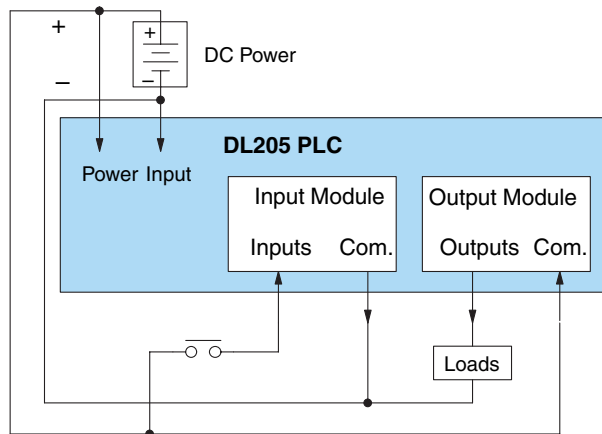 +
+
DC Power
–
–
DL205 PLC
Power Input
Input Module
Output Module
Inputs Com.
Outputs Com.
Loads